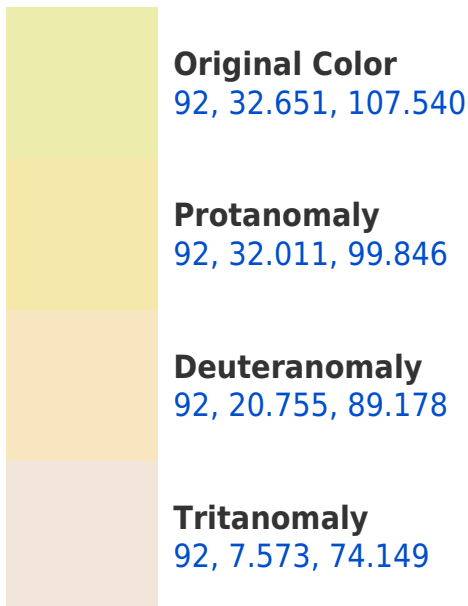 Original Color
92, 32.651, 107.540
Protanomaly
92, 32.011, 99.846
Deuteranomaly
92, 20.755, 89.178
Tritanomaly
92, 7.573, 74.149